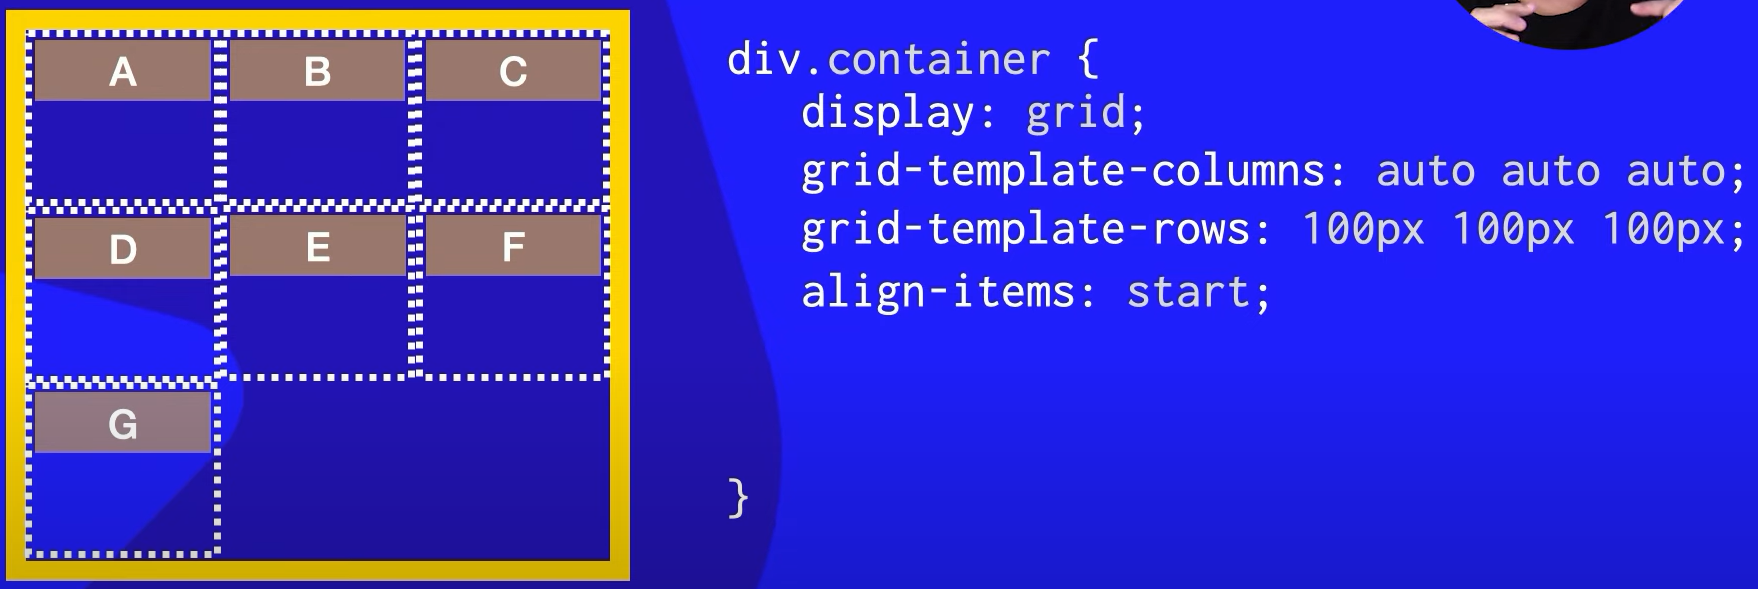 A B C
D E F
G
div.container {
display: grid;
grid-template-columns: auto auto auto;
grid-template-rows: 100px 100px 100px;
align-items: start;
}